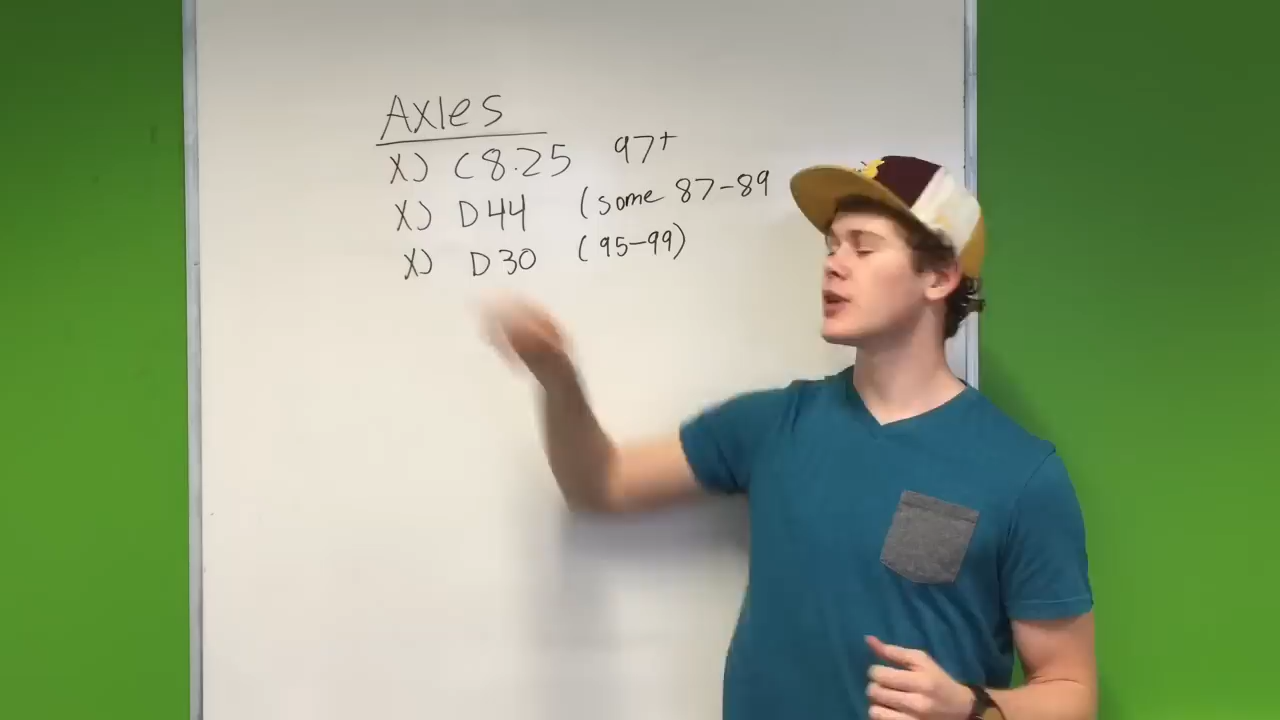 Axles
X) C8.25 97+
X) D44 (some 87-89
X) D30 (95-99)